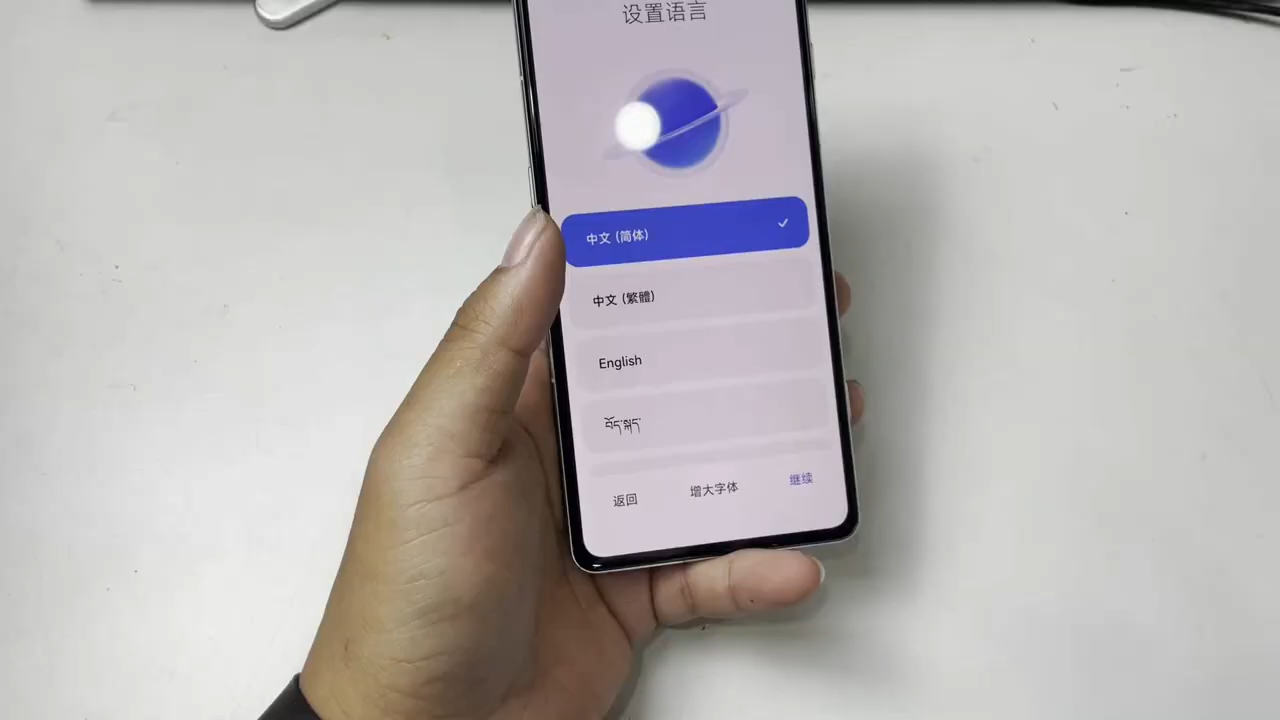 设置语言
中文 (简体)
中文 (繁體)
English
བོད་སྐད་
返回 增大字体 继续